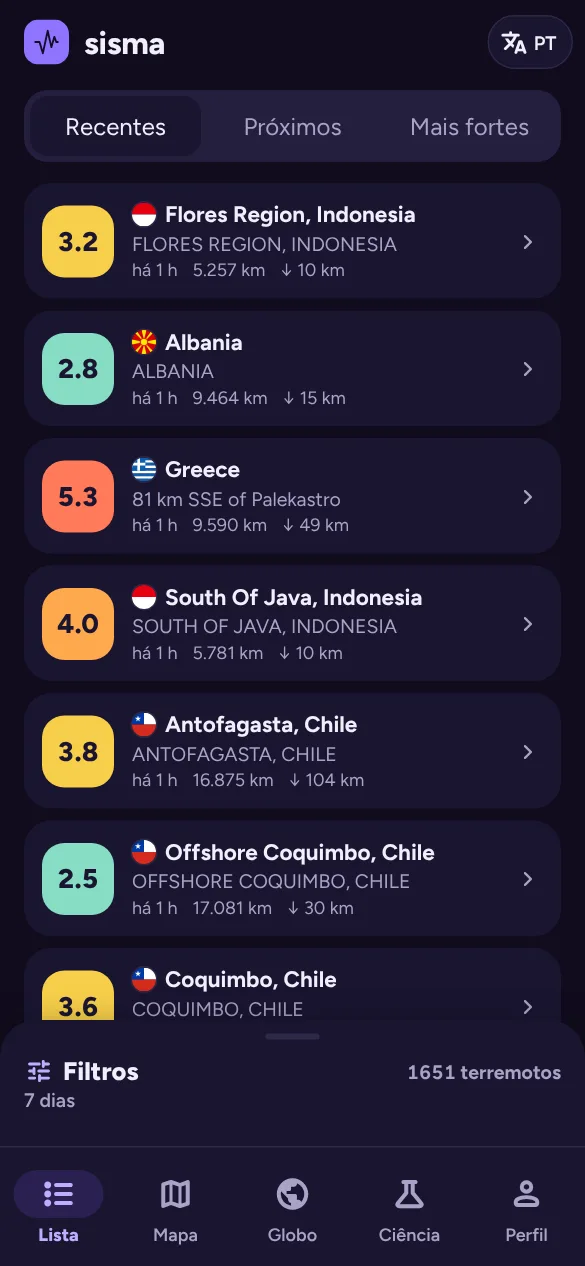 sisma
PT
Recentes Próximos Mais fortes
3.2
Flores Region, Indonesia
FLORES REGION, INDONESIA
há 1 h 5.257 km ↓ 10 km
2.8
Albania
ALBANIA
há 1 h 9.464 km ↓ 15 km
5.3
Greece
81 km SSE of Palekastro
há 1 h 9.590 km ↓ 49 km
4.0
South Of Java, Indonesia
SOUTH OF JAVA, INDONESIA
há 1 h 5.781 km ↓ 10 km
3.8
Antofagasta, Chile
ANTOFAGASTA, CHILE
há 1 h 16.875 km ↓ 104 km
2.5
Offshore Coquimbo, Chile
OFFSHORE COQUIMBO, CHILE
há 1 h 17.081 km ↓ 30 km
3.6
Coquimbo, Chile
COQUIMBO, CHILE
Filtros
1651 terremotos
7 dias
Lista Mapa Globo Ciência Perfil